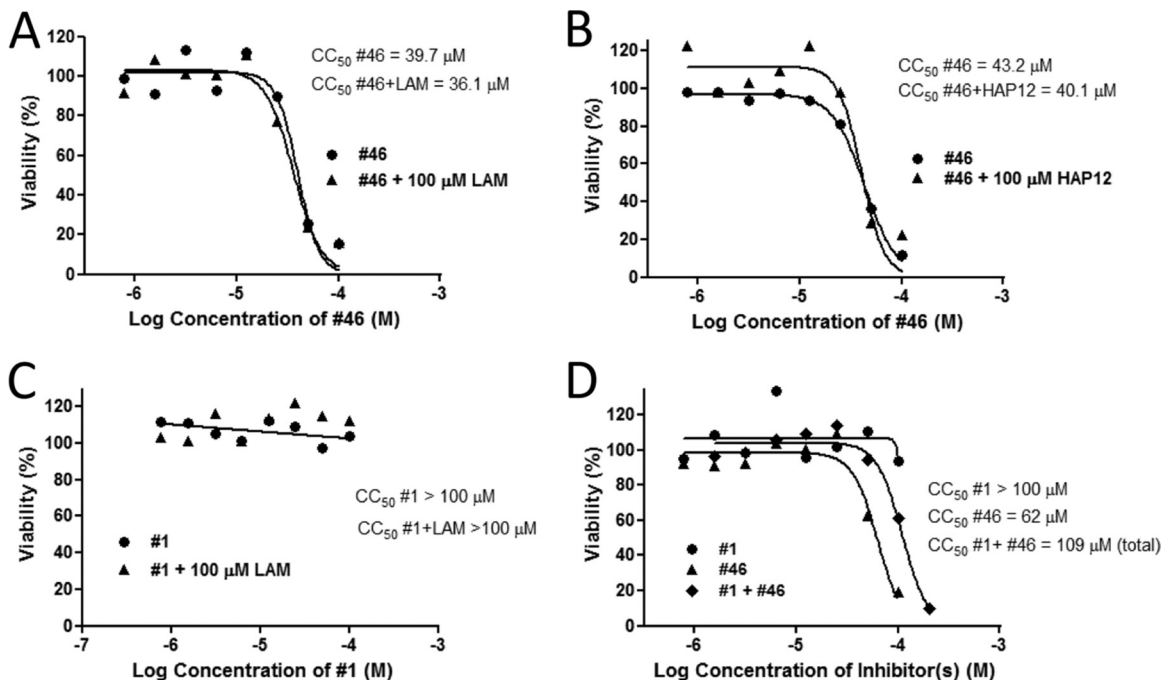 A
120
100
80
60
40
20
0
-6
-5
-4
-3
Viability (%)
Log Concentration of #46 (M)
CC50 #46 = 39.7 μM
CC50 #46+LAM = 36.1 μM
#46
#46 + 100 μM LAM
B
120
100
80
60
40
20
0
-6
-5
-4
-3
Viability (%)
Log Concentration of #46 (M)
CC50 #46 = 43.2 μM
CC50 #46+HAP12 = 40.1 μM
#46
#46 + 100 μM HAP12
C
120
100
80
60
40
20
0
-7
-6
-5
-4
-3
Viability (%)
Log Concentration of #1 (M)
CC50 #1 > 100 μM
CC50 #1+LAM >100 μM
#1
#1 + 100 μM LAM
D
120
100
80
60
40
20
0
-6
-5
-4
-3
Viability (%)
Log Concentration of Inhibitor(s) (M)
CC50 #1 > 100 μM
CC50 #46 = 62 μM
CC50 #1+ #46 = 109 μM (total)
#1
#46
#1 + #46